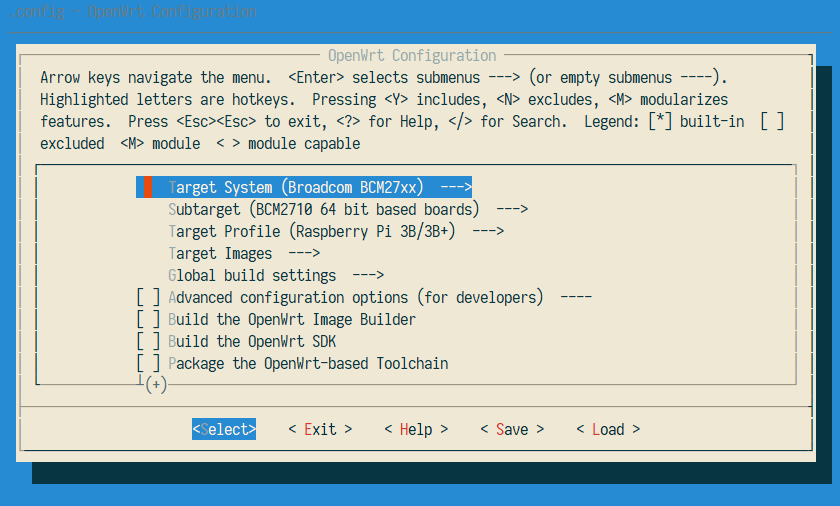 .config - OpenWrt Configuration
OpenWrt Configuration
Arrow keys navigate the menu.  <Enter> selects submenus ---> (or empty submenus ----).
Highlighted letters are hotkeys.  Pressing <Y> includes, <N> excludes, <M> modularizes
features.  Press <Esc><Esc> to exit, <?> for Help, </> for Search.  Legend: [*] built-in  [ ]
excluded  <M> module  < > module capable
Target System (Broadcom BCM27xx)  --->
Subtarget (BCM2710 64 bit based boards)  --->
Target Profile (Raspberry Pi 3B/3B+)  --->
Target Images  --->
Global build settings  --->
[ ] Advanced configuration options (for developers)  ----
[ ] Build the OpenWrt Image Builder
[ ] Build the OpenWrt SDK
[ ] Package the OpenWrt-based Toolchain
(+)
<Select>    < Exit >    < Help >    < Save >    < Load >